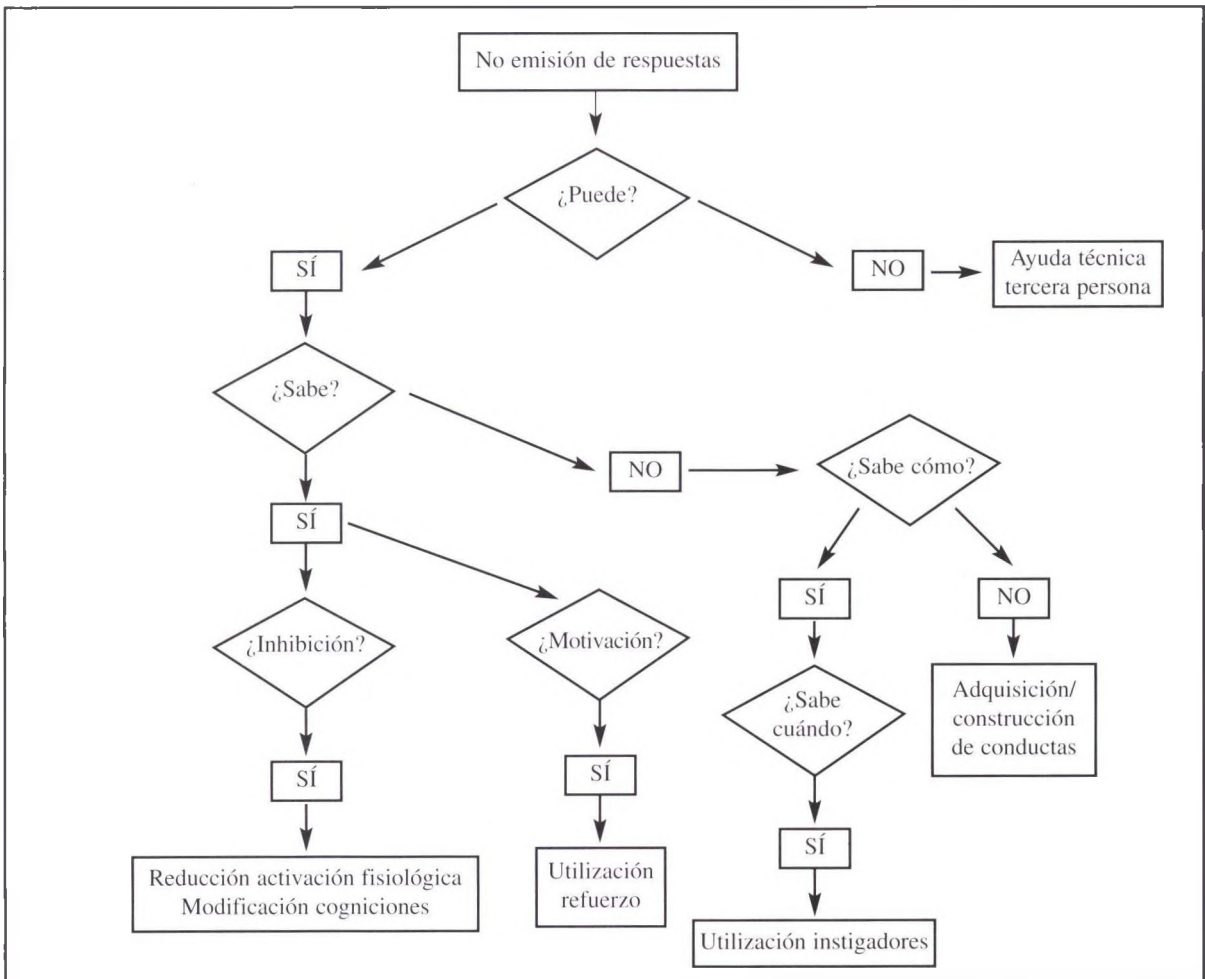 No emisión de respuestas
¿Puede?
SÍ
NO
Ayuda técnica
tercera persona
¿Sabe?
NO
¿Sabe cómo?
SÍ
SÍ
NO
¿Inhibición?
¿Motivación?
¿Sabe
cuándo?
Adquisición/
construcción
de conductas
SÍ
SÍ
SÍ
Reducción activación fisiológica
Modificación cogniciones
Utilización
refuerzo
Utilización instigadores